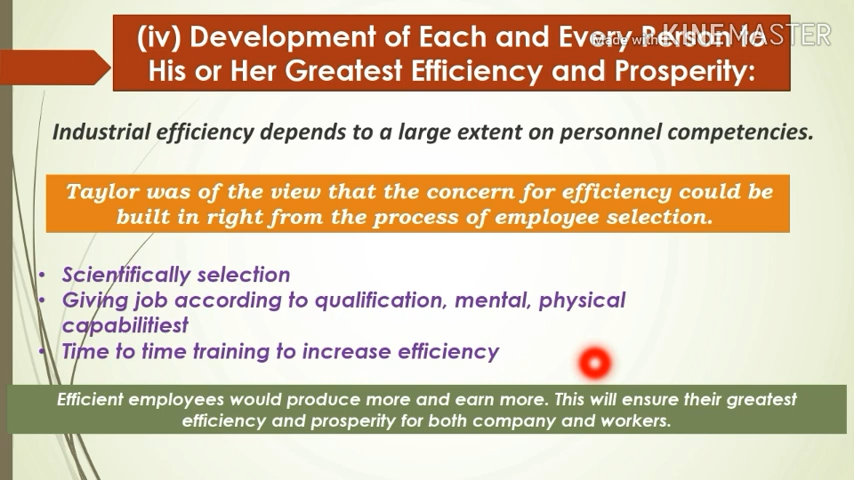 (iv) Development of Each and Every Person to
Made with KINEMASTER
His or Her Greatest Efficiency and Prosperity:
Industrial efficiency depends to a large extent on personnel competencies.
Taylor was of the view that the concern for efficiency could be
built in right from the process of employee selection.
• Scientifically selection
• Giving job according to qualification, mental, physical
capabilitiest
• Time to time training to increase efficiency
Efficient employees would produce more and earn more. This will ensure their greatest
efficiency and prosperity for both company and workers.